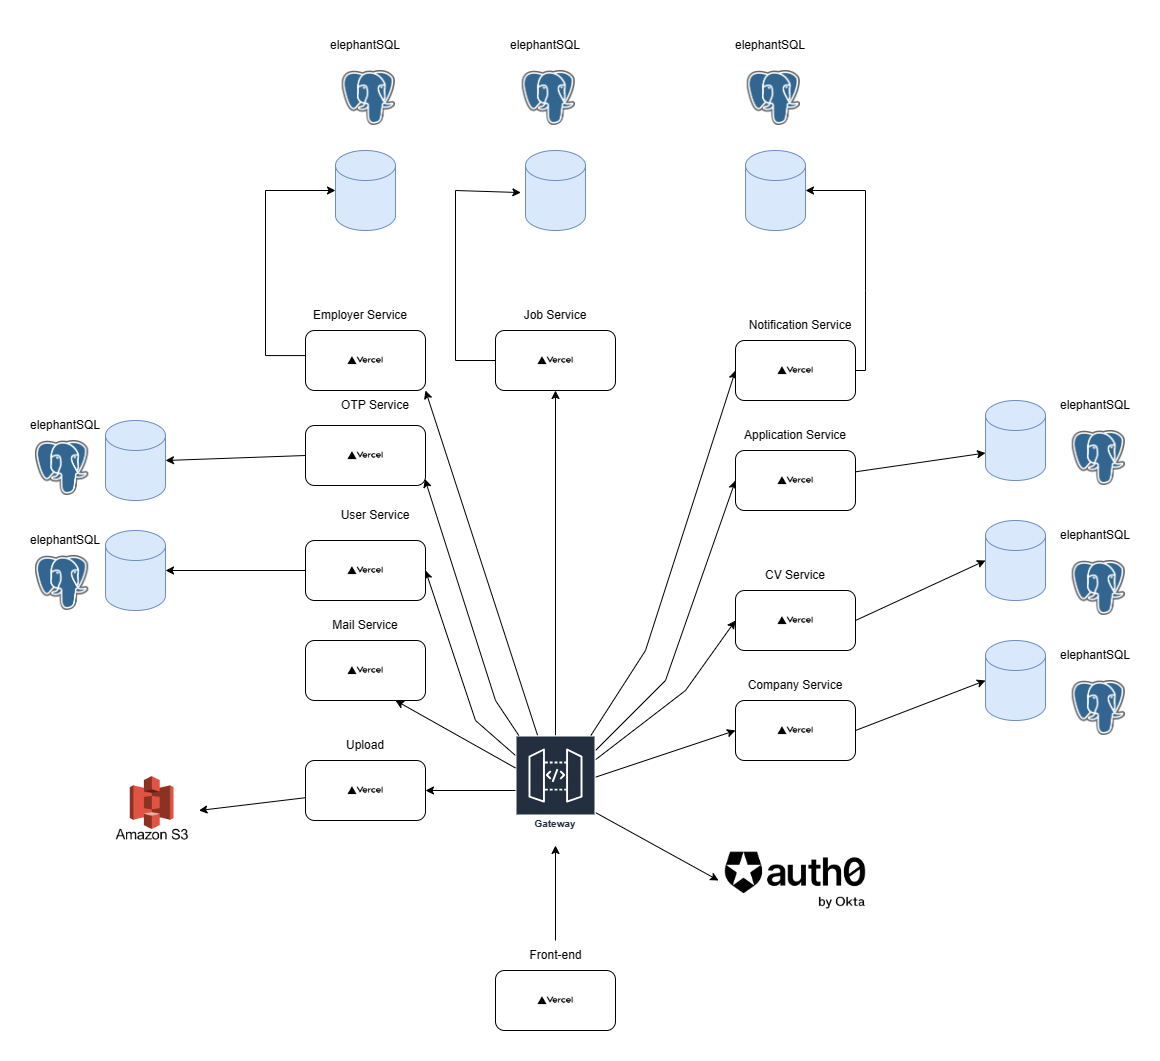 elephantSQL
elephantSQL
elephantSQL
Employer Service
Vercel
Job Service
Vercel
Notification Service
Vercel
OTP Service
Vercel
elephantSQL
Application Service
Vercel
elephantSQL
User Service
Vercel
elephantSQL
CV Service
Vercel
elephantSQL
Mail Service
Vercel
Company Service
Vercel
elephantSQL
Upload
Vercel
Amazon S3
</>
Gateway
auth0
by Okta
Front-end
Vercel